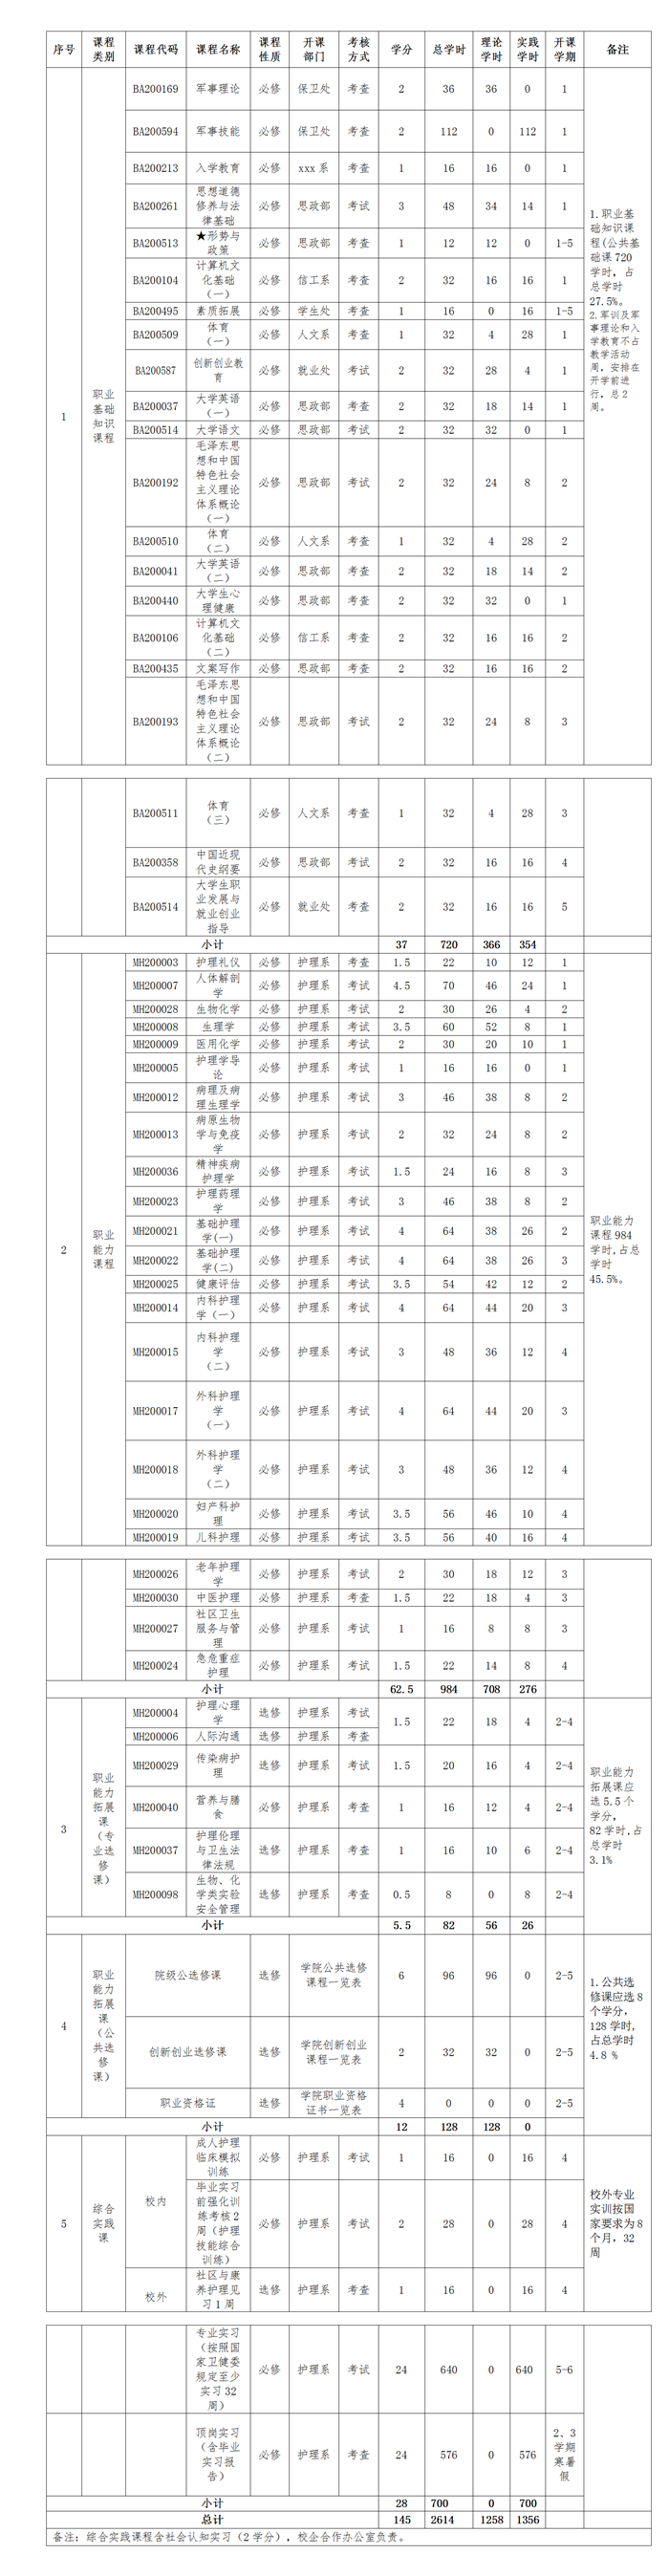 序号 课程类别 课程代码 课程名称 课程性质 开课部门 考核方式 学分 总学时 理论学时 实践学时 开课学期 备注
1 职业基础知识课程
BA200169 军事理论 必修 保卫处 考查 2 36 36 0 1
BA200594 军事技能 必修 保卫处 考查 2 112 0 112 1
BA200213 入学教育 必修 xxx系 考查 1 16 16 0 1
BA200261 思想道德修养与法律基础 必修 思政部 考试 3 48 34 14 1
BA200513 ★形势与政策 必修 思政部 考查 1 12 12 0 1-5
BA200104 计算机文化基础（一） 必修 信工系 考查 2 32 16 16 1
BA200495 素质拓展 必修 学生处 考查 1 16 0 16 1-5
BA200509 体育（一） 必修 人文系 考查 1 32 4 28 1
BA200587 创新创业教育 必修 就业处 考试 2 32 28 4 1
BA200037 大学英语（一） 必修 思政部 考查 2 32 18 14 1
BA200514 大学语文 必修 思政部 考试 2 32 32 0 1
BA200192 毛泽东思想和中国特色社会主义理论体系概论（一） 必修 思政部 考试 2 32 24 8 2
BA200510 体育（二） 必修 人文系 考查 1 32 4 28 2
BA200041 大学英语（二） 必修 思政部 考查 2 32 18 14 2
BA200440 大学生心理健康 必修 思政部 考查 2 32 32 0 1
BA200106 计算机文化基础（二） 必修 信工系 考查 2 32 16 16 2
BA200435 文案写作 必修 思政部 考查 2 32 16 16 2
BA200193 毛泽东思想和中国特色社会主义理论体系概论（二） 必修 思政部 考试 2 32 24 8 3
1.职业基础知识课程(公共基础课720学时，占总学时27.5%。
2.军训及军事理论和入学教育不占教学活动周，安排在开学前进行，总2周。
BA200511 体育（三） 必修 人文系 考查 1 32 4 28 3
BA200358 中国近现代史纲要 必修 思政部 考试 2 32 16 16 4
BA200514 大学生职业发展与就业创业指导 必修 就业处 考查 2 32 16 16 5
小计 37 720 366 354
2 职业能力课程
MH200003 护理礼仪 必修 护理系 考查 1.5 22 10 12 1
MH200007 人体解剖学 必修 护理系 考试 4.5 70 46 24 1
MH200028 生物化学 必修 护理系 考试 2 30 26 4 2
MH200008 生理学 必修 护理系 考试 3.5 60 52 8 1
MH200009 医用化学 必修 护理系 考试 2 30 20 10 1
MH200005 护理学导论 必修 护理系 考试 1 16 16 0 1
MH200012 病理及病理生理学 必修 护理系 考试 3 46 38 8 2
MH200013 病原生物学与免疫学 必修 护理系 考试 2 32 24 8 2
MH200036 精神疾病护理学 必修 护理系 考试 1.5 24 16 8 3
MH200023 护理药理学 必修 护理系 考试 3 46 38 8 2
MH200021 基础护理学(一) 必修 护理系 考试 4 64 38 26 2
MH200022 基础护理学(二) 必修 护理系 考试 4 64 38 26 3
MH200025 健康评估 必修 护理系 考试 3.5 54 42 12 2
MH200014 内科护理学（一） 必修 护理系 考试 4 64 44 20 3
MH200015 内科护理学（二） 必修 护理系 考试 3 48 36 12 4
MH200017 外科护理学（一） 必修 护理系 考试 4 64 44 20 3
MH200018 外科护理学（二） 必修 护理系 考试 3 48 36 12 4
MH200020 妇产科护理 必修 护理系 考试 3.5 56 46 10 4
MH200019 儿科护理 必修 护理系 考试 3.5 56 40 16 4
职业能力课程984学时,占总学时45.5%。
MH200026 老年护理学 必修 护理系 考试 2 30 18 12 3
MH200030 中医护理 必修 护理系 考查 1.5 22 18 4 3
MH200027 社区卫生服务与管理 必修 护理系 考试 1 16 8 8 3
MH200024 急危重症护理 必修 护理系 考试 1.5 22 14 8 4
小计 62.5 984 708 276
3 职业能力拓展课（专业选修课）
MH200004 护理心理学 选修 护理系 考试 1.5 22 18 4 2-4
MH200006 人际沟通 选修 护理系 考查
MH200029 传染病护理 选修 护理系 考试 1.5 20 16 4 2-4
MH200040 营养与膳食 必修 护理系 考查 1 16 12 4 2-4
MH200037 护理伦理与卫生法律法规 选修 护理系 考查 1 16 10 6 2-4
MH200098 生物、化学类实验安全管理 选修 护理系 考查 0.5 8 0 8 2-4
职业能力拓展课应选5.5个学分，82学时,占总学时3.1%
小计 5.5 82 56 26
4 职业能力拓展课（公共选修课）
院级公选修课 选修 学院公共选修课程一览表 6 96 96 0 2-5
创新创业选修课 选修 学院创新创业课程一览表 2 32 32 0 2-5
职业资格证 选修 学院职业资格证书一览表 4 0 0 0 2-5
1.公共选修课应选8个学分，128学时，占总学时4.8 %
小计 12 128 128 0
5 综合实践课
校内 成人护理临床模拟训练 必修 护理系 考试 1 16 0 16 4
毕业实习前强化训练考核2周（护理技能综合训练） 必修 护理系 考试 2 28 0 28 4
校外 社区与康养护理见习1周 选修 护理系 考查 1 16 0 16 4
校外专业实训按国家要求为8个月，32周
专业实习（按照国家卫健委规定至少实习32周） 必修 护理系 考试 24 640 0 640 5-6
顶岗实习（含毕业实习报告） 必修 护理系 考查 24 576 0 576 2、3学期寒暑假
小计 28 700 0 700
总计 145 2614 1258 1356
备注：综合实践课程含社会认知实习（2学分），校企合作办公室负责。